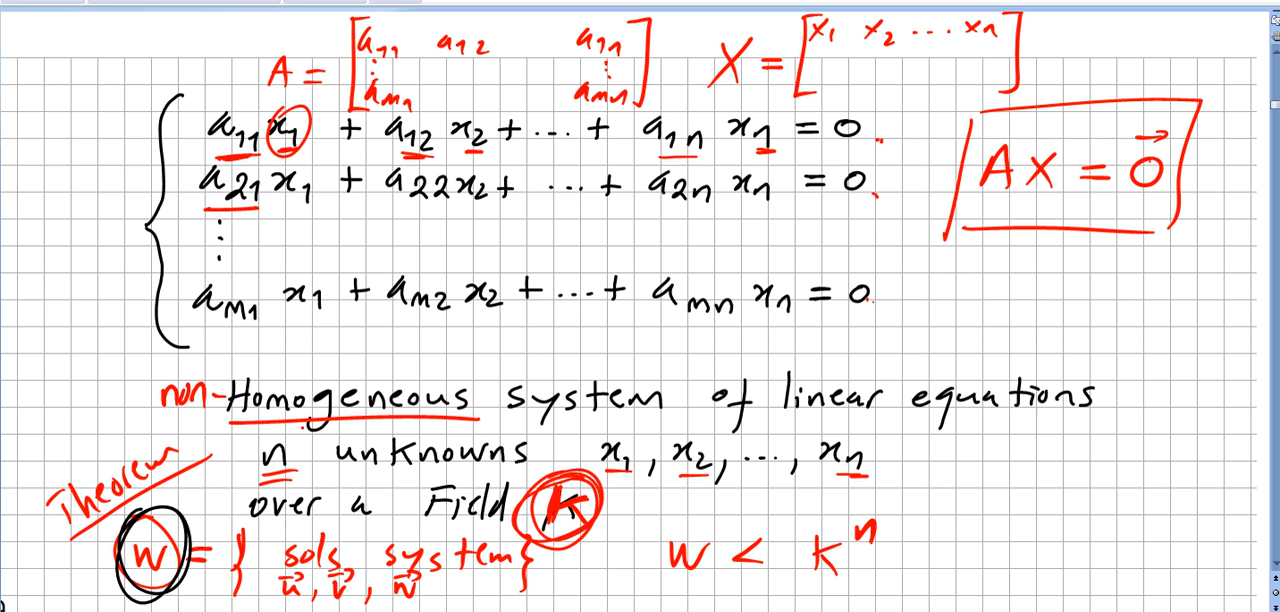 A = [a11 a12 a1n ⋮ ⋮ am1 amn] X = [x1 x2 ... xn]
a11 x1 + a12 x2 + ... + a1n xn = 0.
a21 x1 + a22 x2 + ... + a2n xn = 0.
⋮
am1 x1 + am2 x2 + ... + amn xn = 0.
AX = 0⃗
non-Homogeneous system of linear equations
n unknowns x1, x2, ..., xn
Theorem
over a Field K
W = { sols system } W < K^n
u⃗, v⃗, w⃗